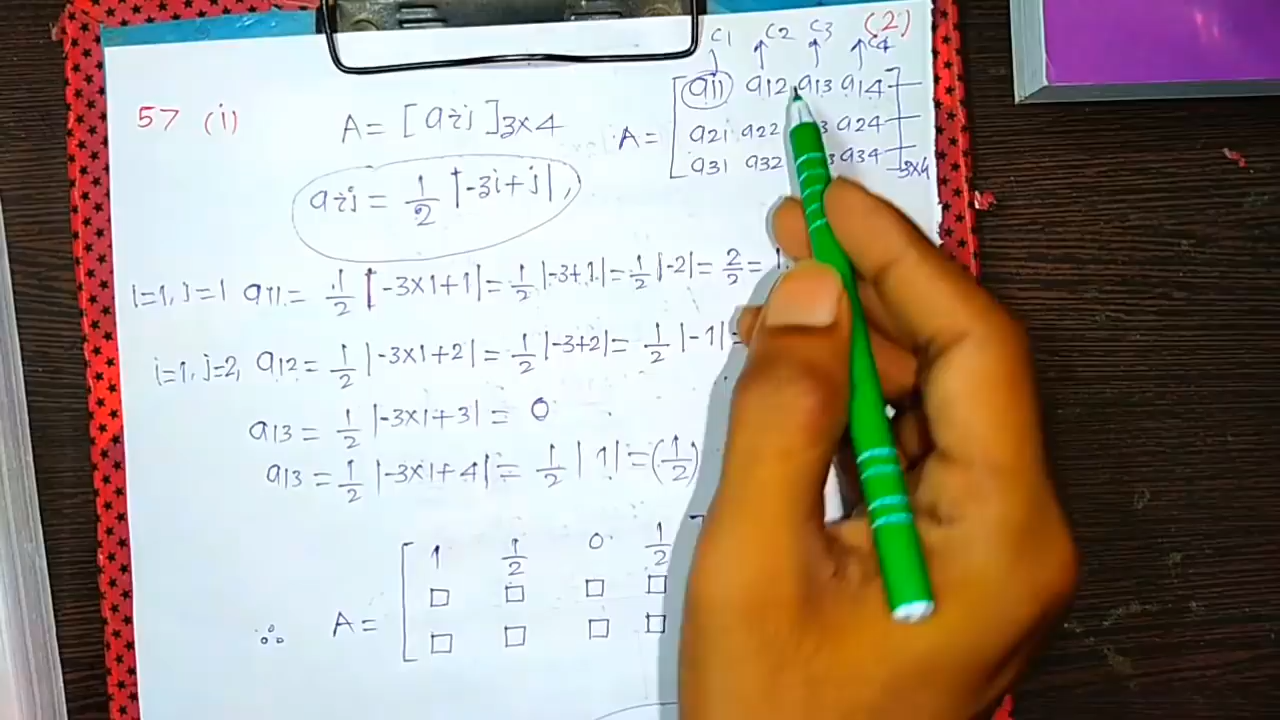 (2)
C1 C2 C3 C4
57 (i) A = [aij]3×4
A = [a11 a12 a13 a14
a21 a22 3 a24
a31 a32 3 a34]3×4
aij = 1/2 |-3i+j|,
i=1, j=1 a11 = 1/2 |-3×1+1| = 1/2 |-3+1| = 1/2 |-2| = 2/2 = 1
i=1, j=2, a12 = 1/2 |-3×1+2| = 1/2 |-3+2| = 1/2 |-1| =
a13 = 1/2 |-3×1+3| = 0
a13 = 1/2 |-3×1+4| = 1/2 |1| = (1/2)
∴ A = [1 1/2 0 1/2
□ □ □ □
□ □ □ □